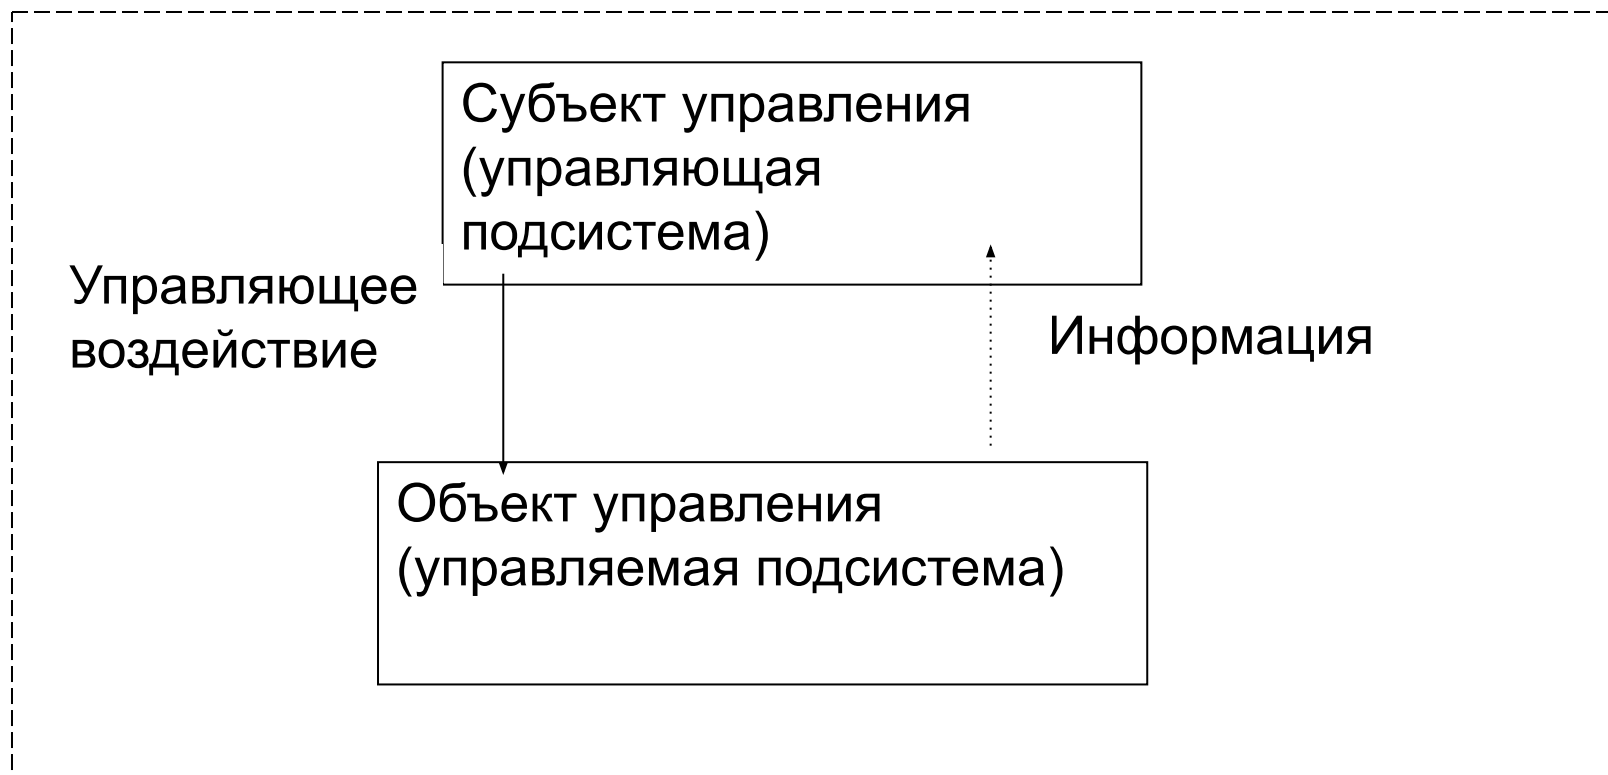 Субъект управления
(управляющая
подсистема)
Управляющее
воздействие
Информация
Объект управления
(управляемая подсистема)